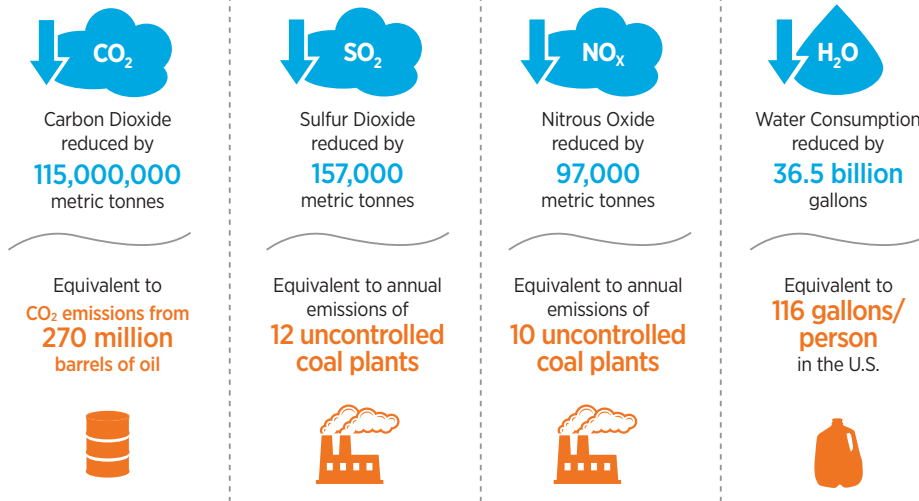 CO₂
Carbon Dioxide
reduced by
115,000,000
metric tonnes
Equivalent to
CO₂ emissions from
270 million
barrels of oil
SO₂
Sulfur Dioxide
reduced by
157,000
metric tonnes
Equivalent to annual
emissions of
12 uncontrolled
coal plants
NOₓ
Nitrous Oxide
reduced by
97,000
metric tonnes
Equivalent to annual
emissions of
10 uncontrolled
coal plants
H₂O
Water Consumption
reduced by
36.5 billion
gallons
Equivalent to
116 gallons/
person
in the U.S.